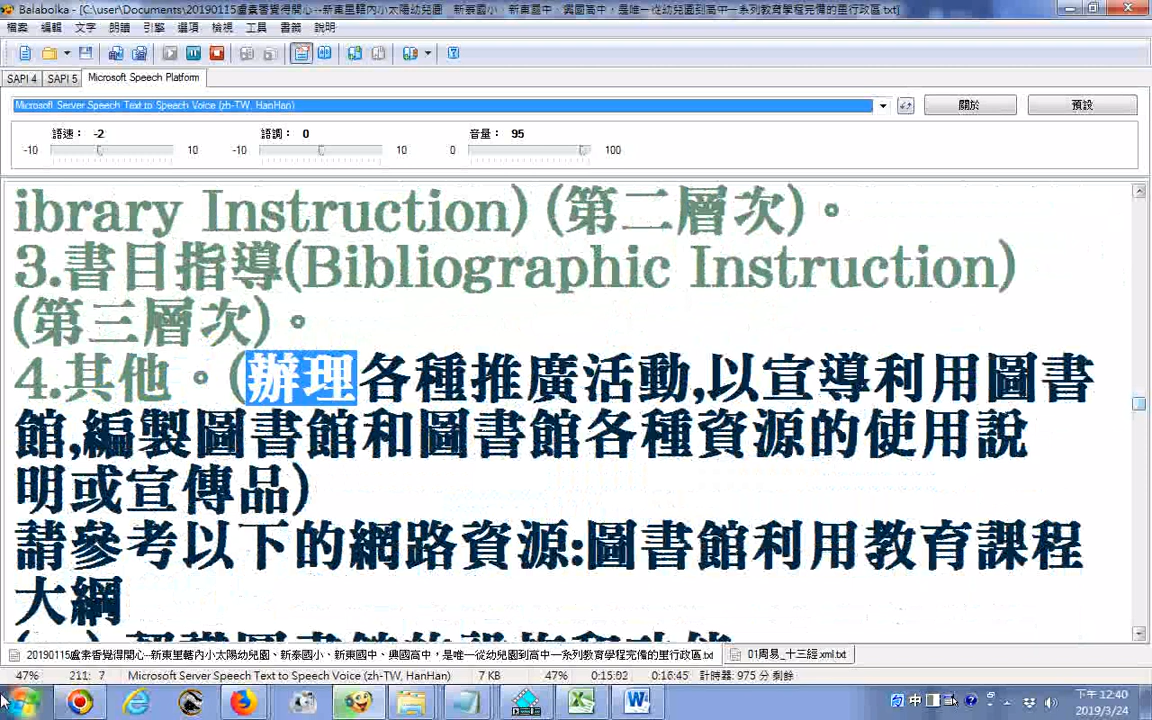 Balabolka - [C:\user\Documents\20190115盧素香覺得開心--新東里轄內小太陽幼兒園、新泰國小、新東國中、興國高中，是唯一從幼兒園到高中一系列教育學程完備的里行政區.txt]
檔案 編輯 文字 朗讀 引擎 選項 檢視 工具 書籤 說明
SAPI 4 SAPI 5 Microsoft Speech Platform
Microsoft Server Speech Text to Speech Voice (zh-TW, HanHan) 關於 預設
語速： -2 語調： 0 音量： 95
-10 10 -10 10 0 100
ibrary Instruction) (第二層次)。
3.書目指導(Bibliographic Instruction)
(第三層次)。
4.其他。(辦理各種推廣活動,以宣導利用圖書
館,編製圖書館和圖書館各種資源的使用說
明或宣傳品)
請參考以下的網路資源:圖書館利用教育課程
大綱
20190115盧素香覺得開心--新東里轄內小太陽幼兒園、新泰國小、新東國中、興國高中，是唯一從幼兒園到高中一系列教育學程完備的里行政區.txt 01周易_十三經.xml.txt
47% 211: 7 Microsoft Server Speech Text to Speech Voice (zh-TW, HanHan) 7 KB 47% 0:15:02 0:16:45 計時器: 975 分 剩餘
中 下午 12:40
2019/3/24